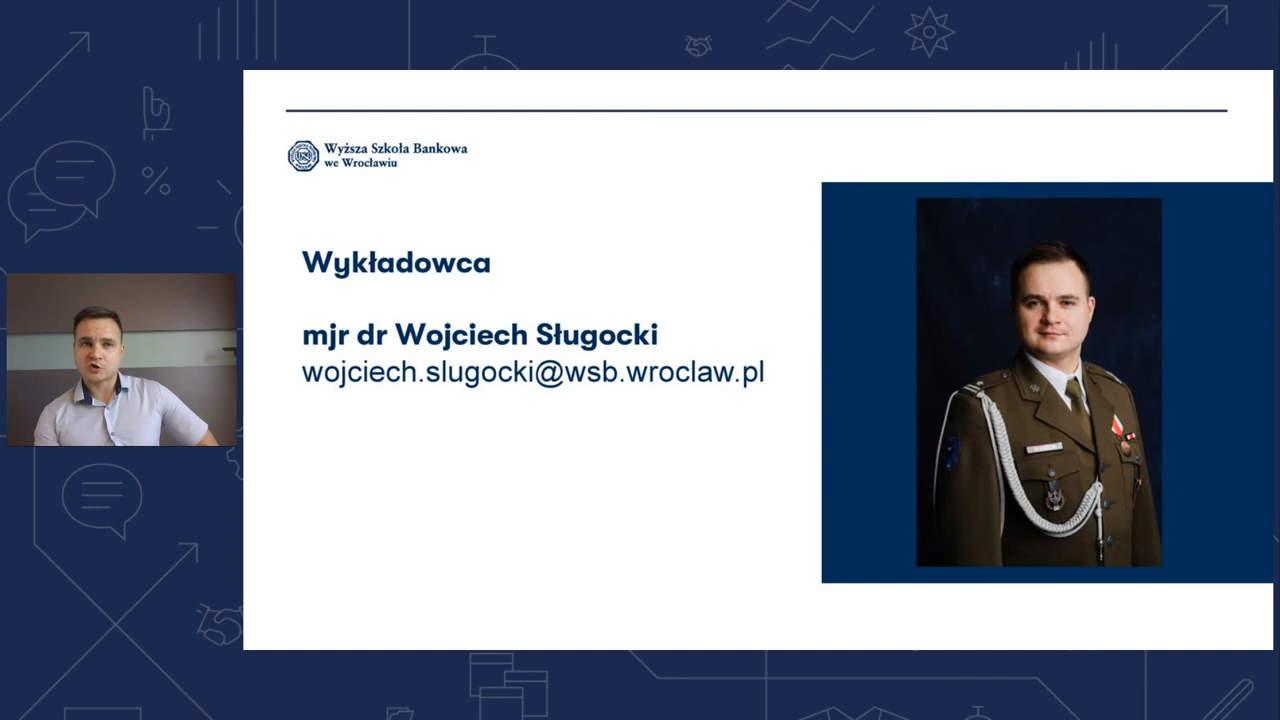 Wyższa Szkoła Bankowa
we Wrocławiu
Wykładowca
mjr dr Wojciech Sługocki
wojciech.slugocki@wsb.wroclaw.pl